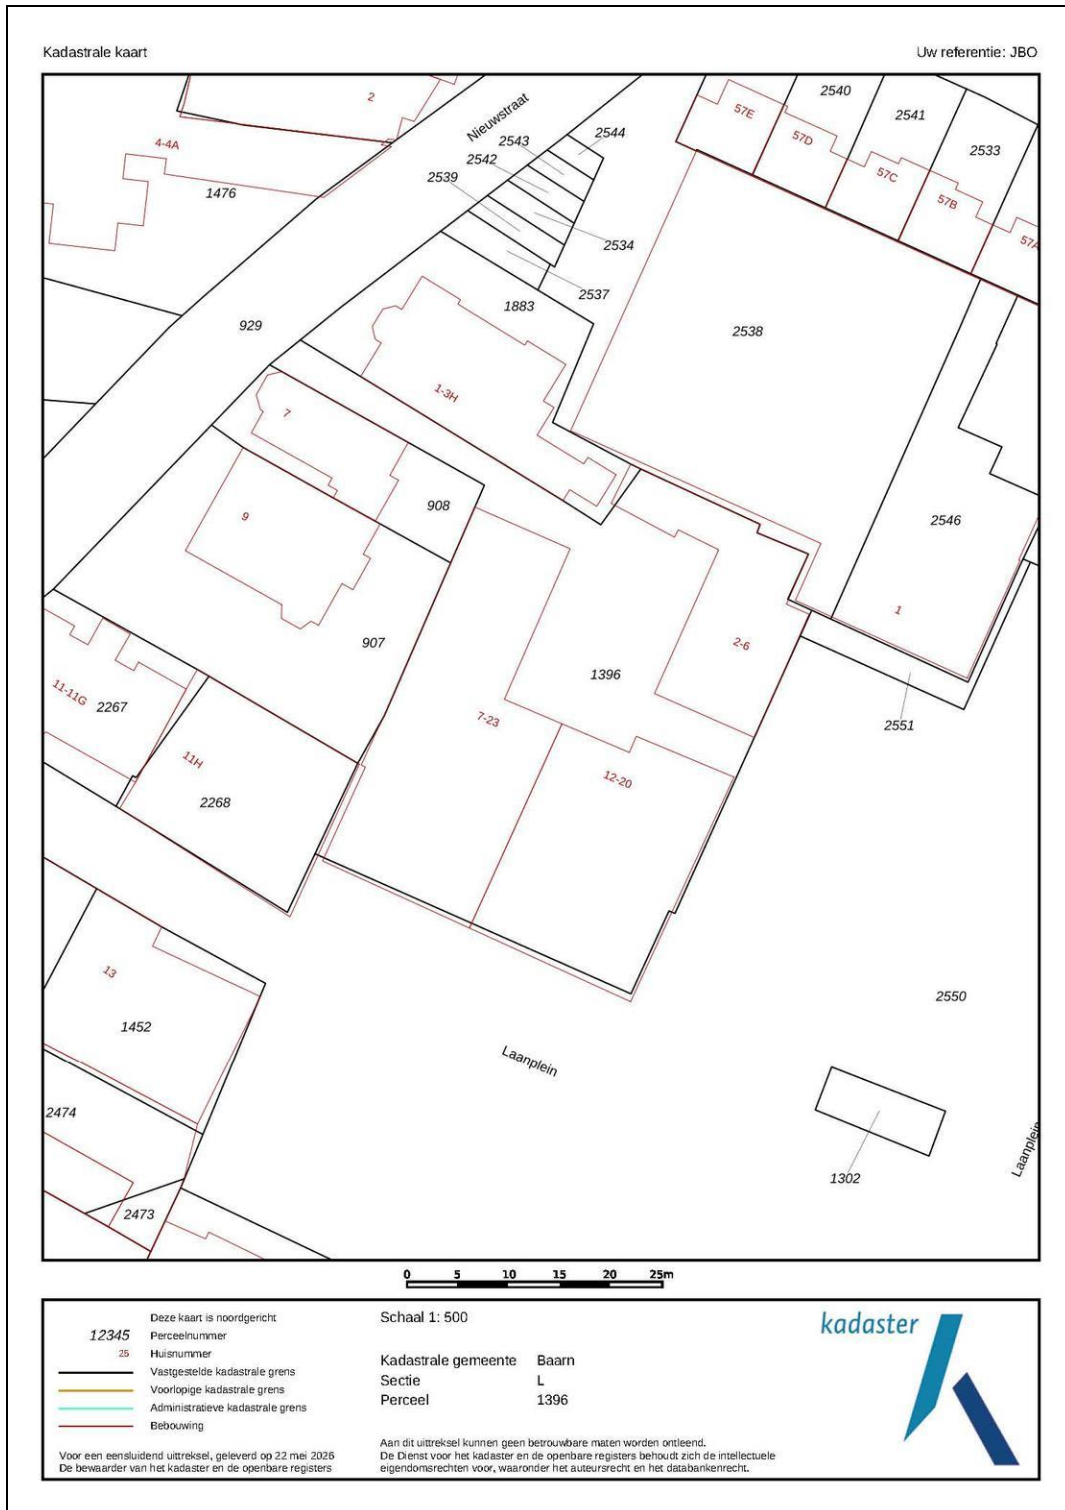 Kadastrale kaart
Uw referentie: JBO
2
Nieuwstraat
57E
2540
57D
2541
2544
2543
2542
2539
4-4A
1476
2533
57C
57B
57A
2534
2537
1883
929
2538
1-3H
7
908
9
2546
907
1
2-6
1396
11-11G
2267
7-23
2551
11H
2268
12-20
13
1452
2550
Laanplein
2474
Laanplein
1302
2473
0 5 10 15 20 25m
Deze kaart is noordgericht
12345 Perceelnummer
25 Huisnummer
Vastgestelde kadastrale grens
Voorlopige kadastrale grens
Administratieve kadastrale grens
Bebouwing
Voor een eensluidend uittreksel, geleverd op 22 mei 2026
De bewaarder van het kadaster en de openbare registers
Schaal 1: 500
Kadastrale gemeente Baarn
Sectie L
Perceel 1396
Aan dit uittreksel kunnen geen betrouwbare maten worden ontleend.
De Dienst voor het kadaster en de openbare registers behoudt zich de intellectuele
eigendomsrechten voor, waaronder het auteursrecht en het databankenrecht.
kadaster